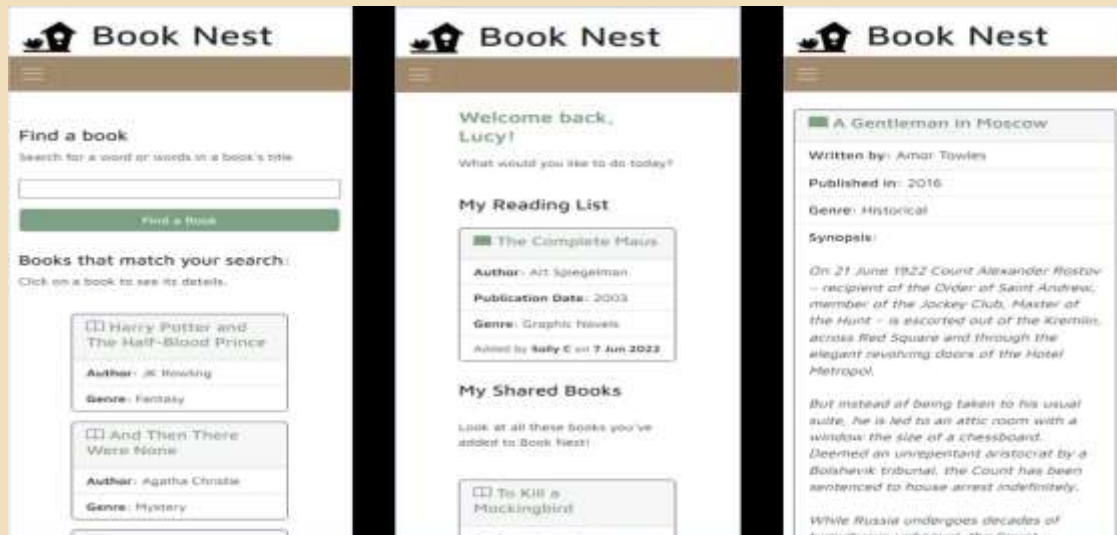 Book Nest
Find a book
Search for a word or words in a book's title
Find a Book
Books that match your search:
Click on a book to see its details.
Harry Potter and
The Half-Blood Prince
Author: JK Rowling
Genre: Fantasy
And Then There
Were None
Author: Agatha Christie
Genre: Mystery
Book Nest
Welcome back,
Lucy!
What would you like to do today?
My Reading List
The Complete Maus
Author: Art Spiegelman
Publication Date: 2003
Genre: Graphic Novels
Added by Sally C on 7 Jun 2022
My Shared Books
Look at all these books you've
added to Book Nest!
To Kill a
Mockingbird
Book Nest
A Gentleman in Moscow
Written by: Amor Towles
Published in: 2016
Genre: Historical
Synopsis:
On 21 June 1922 Count Alexander Rostov
– recipient of the Order of Saint Andrew,
member of the Jockey Club, Master of
the Hunt – is escorted out of the Kremlin,
across Red Square and through the
elegant revolving doors of the Hotel
Metropol.
But instead of being taken to his usual
suite, he is led to an attic room with a
window the size of a chessboard.
Deemed an unrepentant aristocrat by a
Bolshevik tribunal, the Count has been
sentenced to house arrest indefinitely.
While Russia undergoes decades of